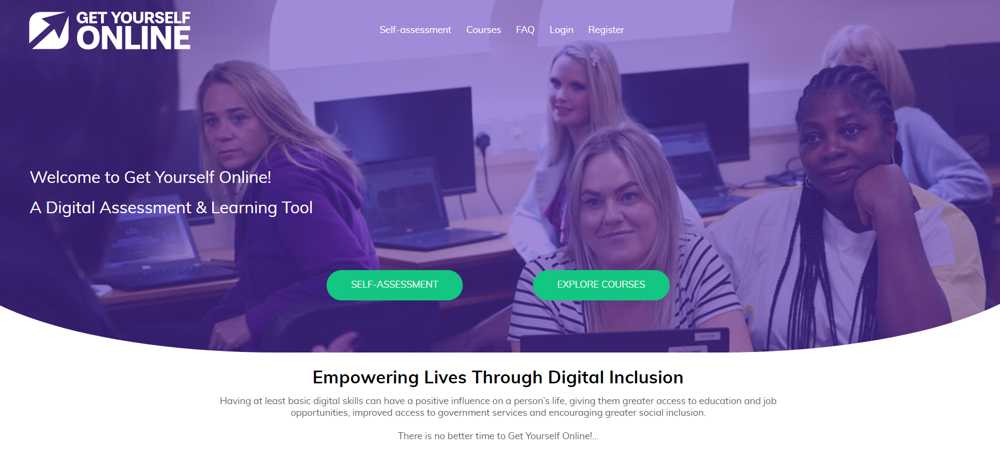 GET YOURSELF
ONLINE
Self-assessment Courses FAQ Login Register
Welcome to Get Yourself Online!
A Digital Assessment & Learning Tool
SELF-ASSESSMENT EXPLORE COURSES
Empowering Lives Through Digital Inclusion
Having at least basic digital skills can have a positive influence on a person’s life, giving them greater access to education and job
opportunities, improved access to government services and encouraging greater social inclusion.
There is no better time to Get Yourself Online!...